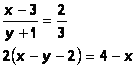 x − 3 / y + 1 = 2 / 3
2(x − y − 2) = 4 − x